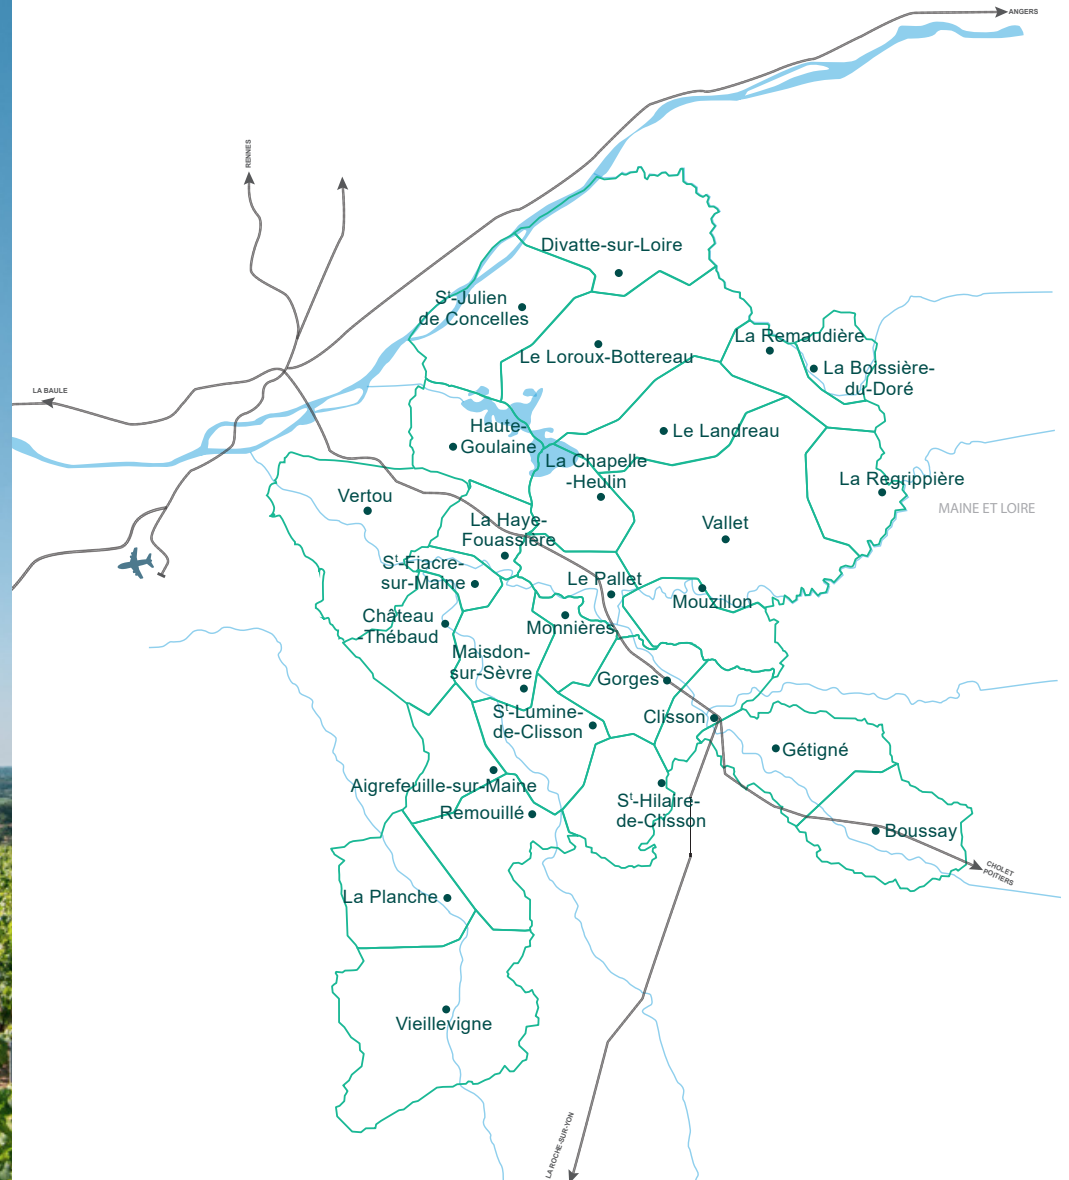 ANGERS
RENNES
Divatte-sur-Loire
St-Julien
de Concelles
La Remaudière
Le Loroux-Bottereau
La Boissière-
du-Doré
LA BAULE
Haute-
Goulaine
Le Landreau
La Chapelle
-Heulin
La Regrippière
Vertou
MAINE ET LOIRE
La Haye-
Fouassière
Vallet
St-Fiacre-
sur-Maine
Le Pallet
Mouzillon
Château
-Thébaud
Monnières
Maisdon-
sur-Sèvre
Gorges
St-Lumine-
de-Clisson
Clisson
Gétigné
Aigrefeuille-sur-Maine
St-Hilaire-
de-Clisson
Remouillé
Boussay
CHOLET
POITIERS
La Planche
Vieillevigne
LA ROCHE-SUR-YON